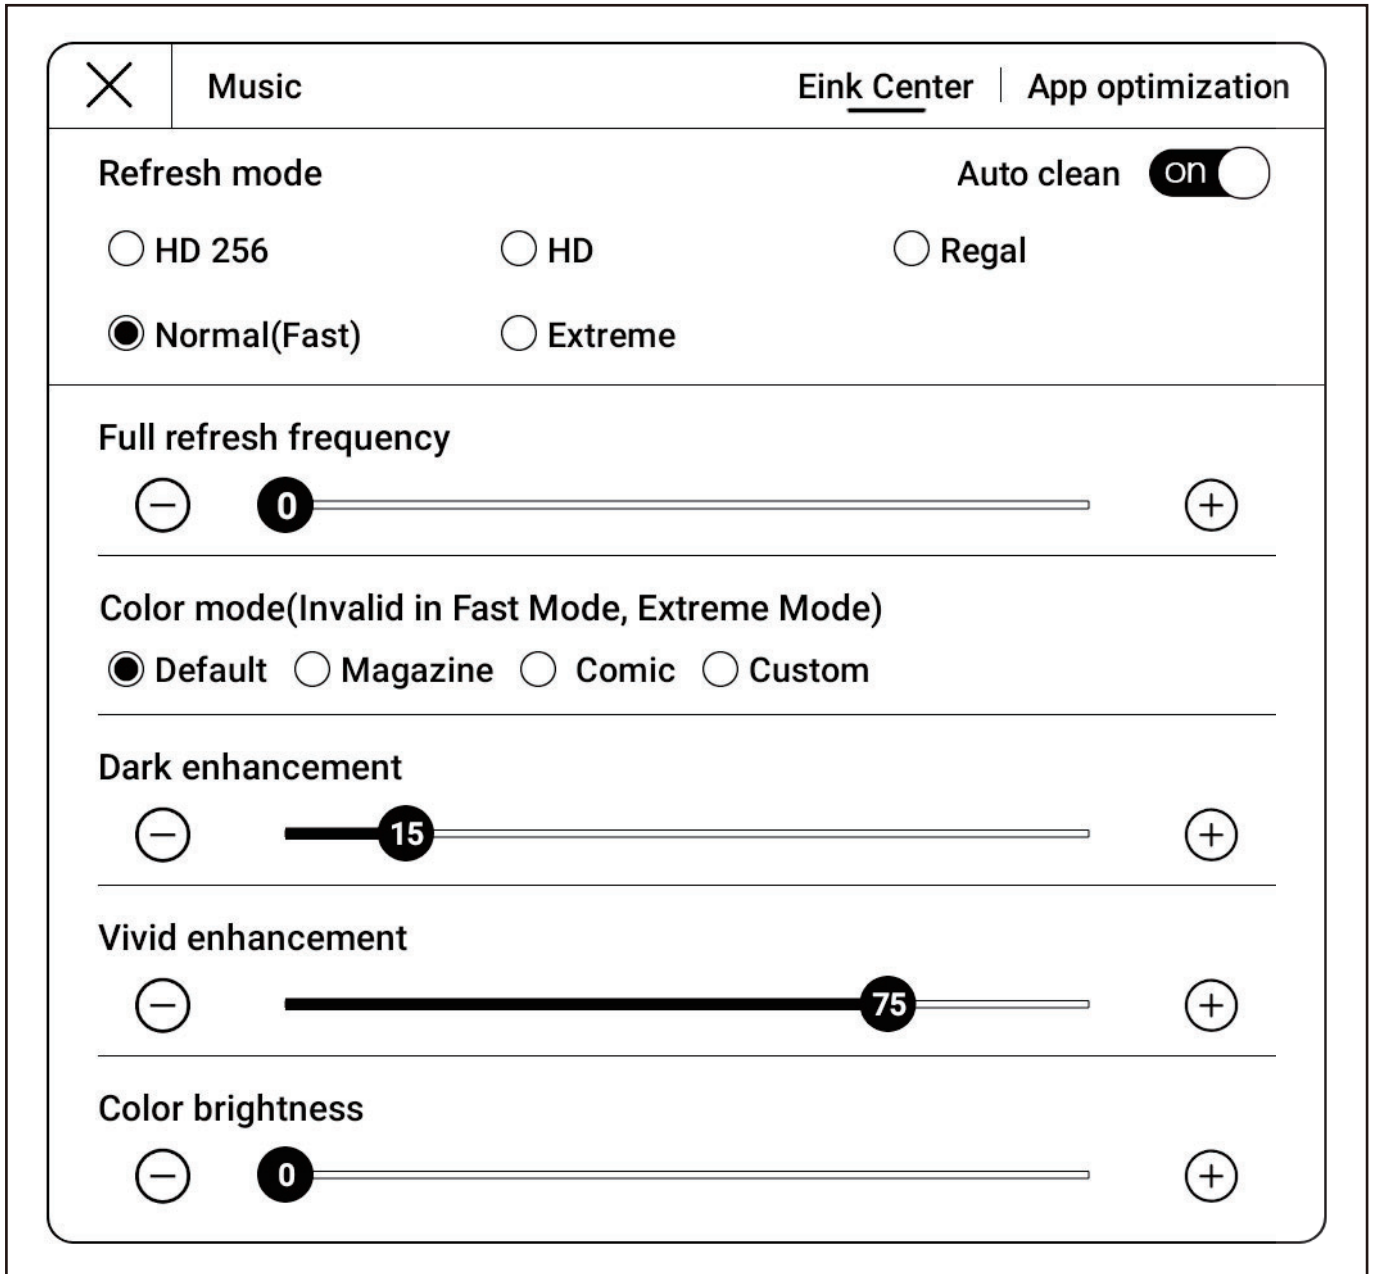 Music Eink Center App optimization
Refresh mode Auto clean on
HD 256 HD Regal
Normal(Fast) Extreme
Full refresh frequency
0
Color mode(Invalid in Fast Mode, Extreme Mode)
Default Magazine Comic Custom
Dark enhancement
15
Vivid enhancement
75
Color brightness
0